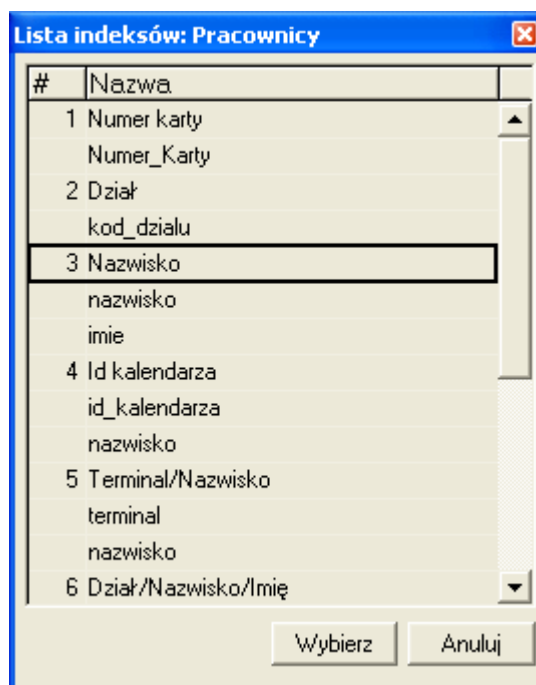 Lista indeksów: Pracownicy
# Nazwa
1 Numer karty
Numer_Karty
2 Dział
kod_dzialu
3 Nazwisko
nazwisko
imie
4 Id kalendarza
id_kalendarza
nazwisko
5 Terminal/Nazwisko
terminal
nazwisko
6 Dział/Nazwisko/Imię
Wybierz Anuluj